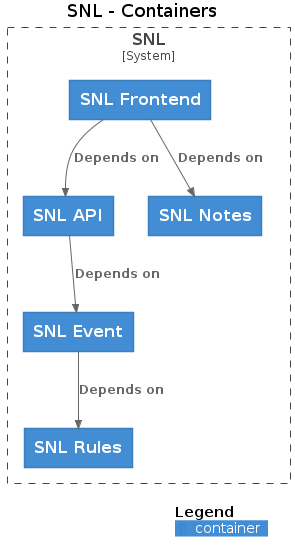 SNL - Containers
SNL
[System]
SNL Frontend
Depends on
Depends on
SNL API
SNL Notes
Depends on
SNL Event
Depends on
SNL Rules
Legend
container